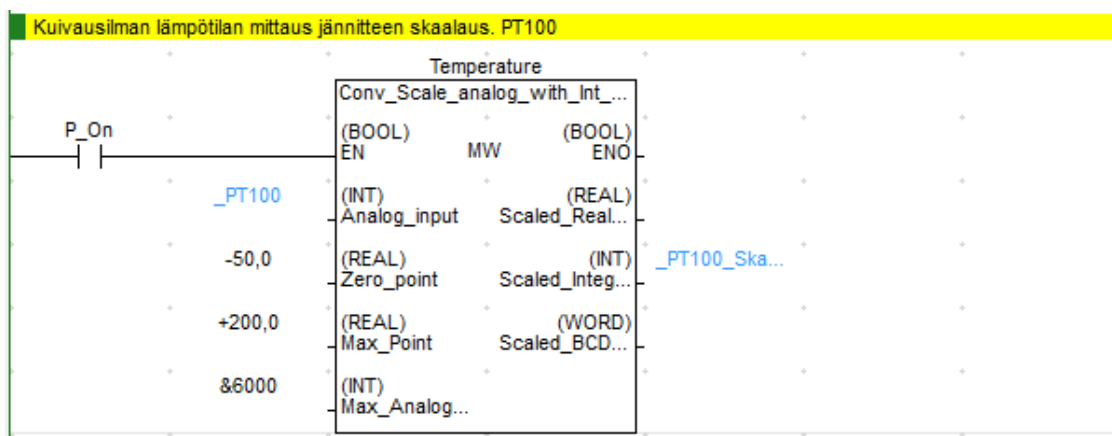 Kuivausilman lämpötilan mittaus jännitteen skaalaus. PT100
Temperature
Conv_Scale_analog_with_Int_...
P_On
(BOOL) (BOOL)
EN MW ENO
_PT100 (INT) (REAL)
Analog_input Scaled_Real...
-50,0 (REAL) (INT) _PT100_Ska...
Zero_point Scaled_Integ...
+200,0 (REAL) (WORD)
Max_Point Scaled_BCD...
&6000 (INT)
Max_Analog...